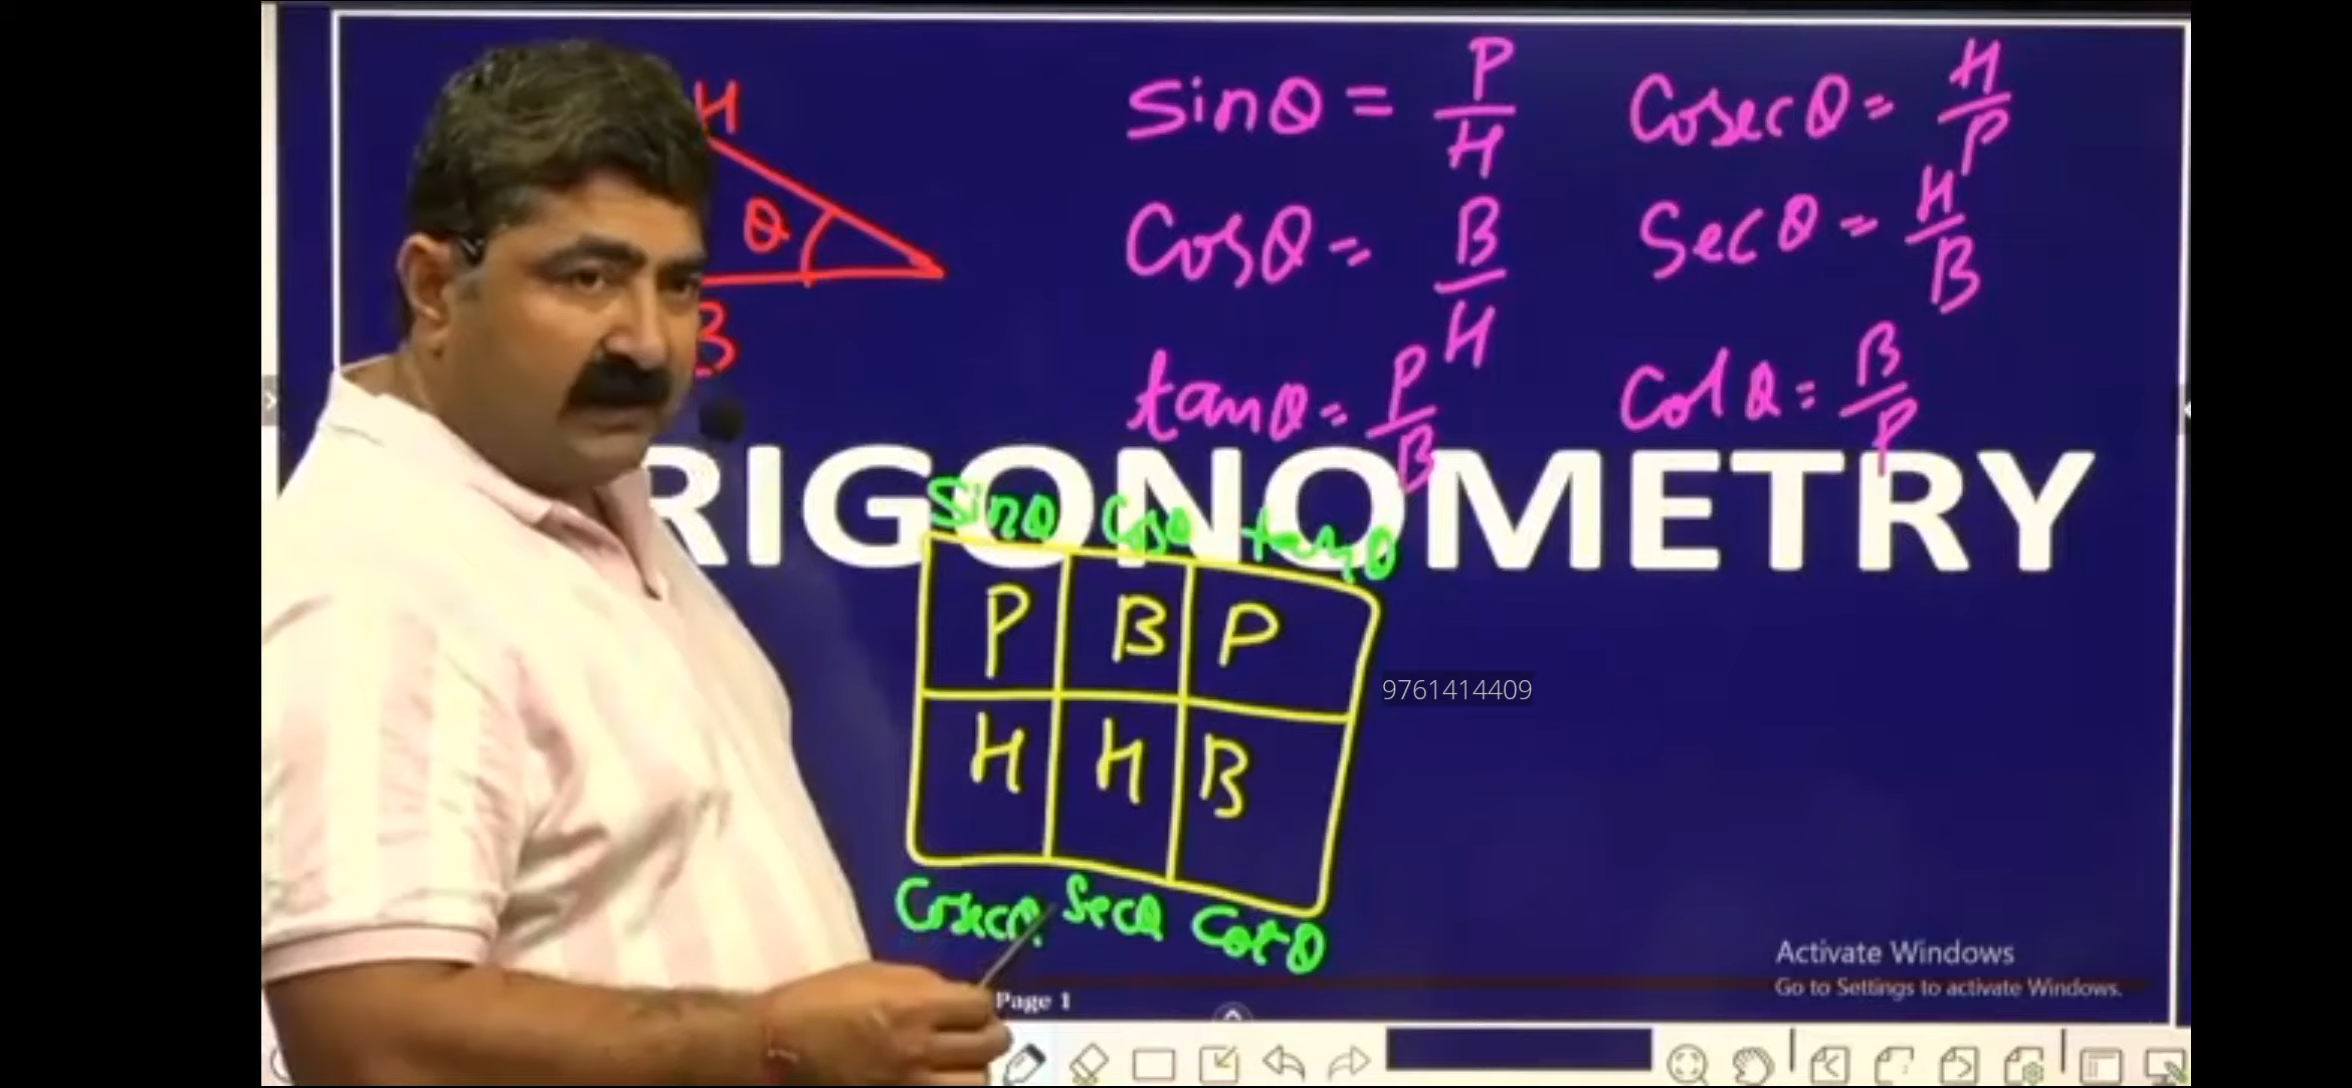 H
θ
B
sinθ = P/H Cosecθ = H/P
Cosθ = B/H Secθ = H/B
tanθ = P/B Cotθ = B/P
RIGONOMETRY
Sinθ Cosθ tanθ
P B P
H H B
Cosecθ Secθ Cotθ
9761414409
Activate Windows
Go to Settings to activate Windows.
Page 1